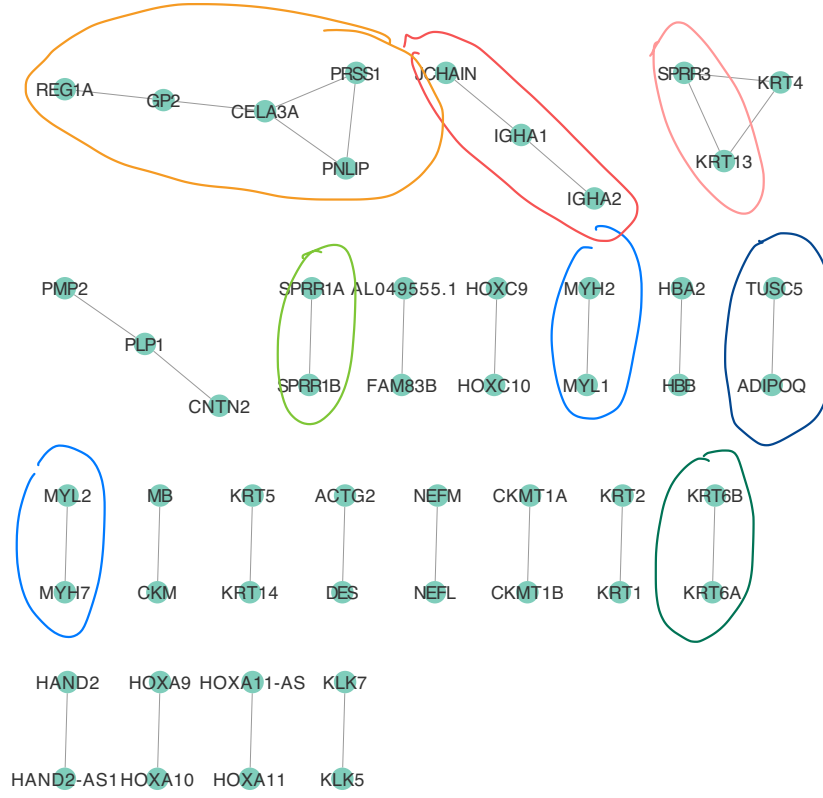 PRSS1
JCHAIN
SPRR3
KRT4
REG1A
GP2
CELA3A
IGHA1
PNLIP
KRT13
IGHA2
PMP2
SPRR1A
AL049555.1
HOXC9
MYH2
HBA2
TUSC5
PLP1
CNTN2
SPRR1B
FAM83B
HOXC10
MYL1
HBB
ADIPOQ
MYL2
MB
KRT5
ACTG2
NEFM
CKMT1A
KRT2
KRT6B
MYH7
CKM
KRT14
DES
NEFL
CKMT1B
KRT1
KRT6A
HAND2
HOXA9
HOXA11-AS
KLK7
HAND2-AS1
HOXA10
HOXA11
KLK5